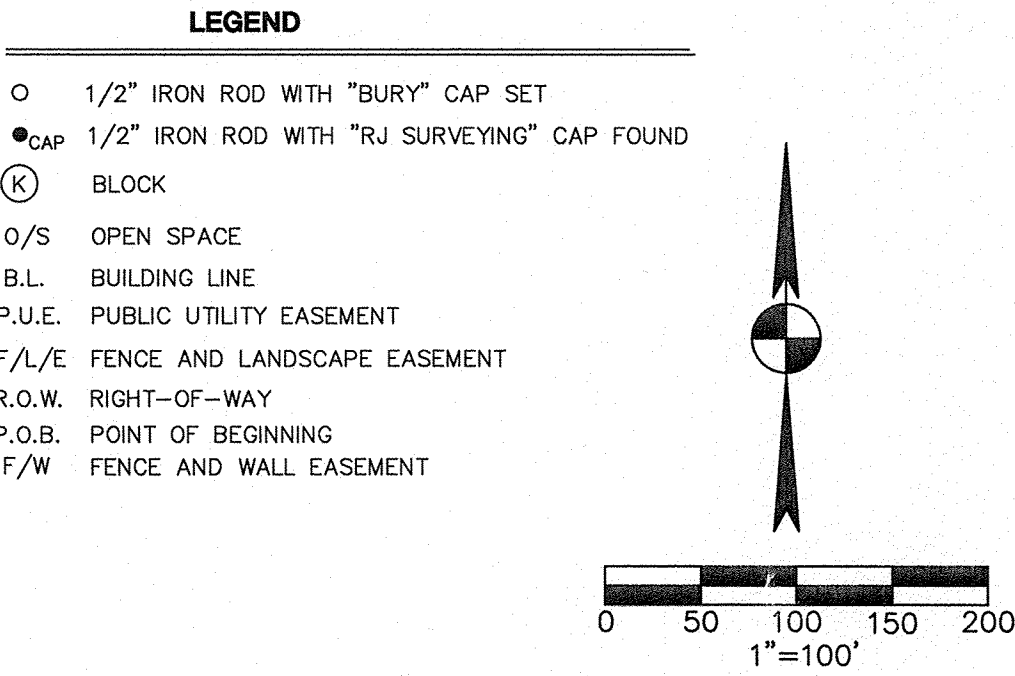 LEGEND
O 1/2" IRON ROD WITH "BURY" CAP SET
●CAP 1/2" IRON ROD WITH "RJ SURVEYING" CAP FOUND
K BLOCK
O/S OPEN SPACE
B.L. BUILDING LINE
P.U.E. PUBLIC UTILITY EASEMENT
F/L/E FENCE AND LANDSCAPE EASEMENT
R.O.W. RIGHT-OF-WAY
P.O.B. POINT OF BEGINNING
F/W FENCE AND WALL EASEMENT
0 50 100 150 200
1"=100'